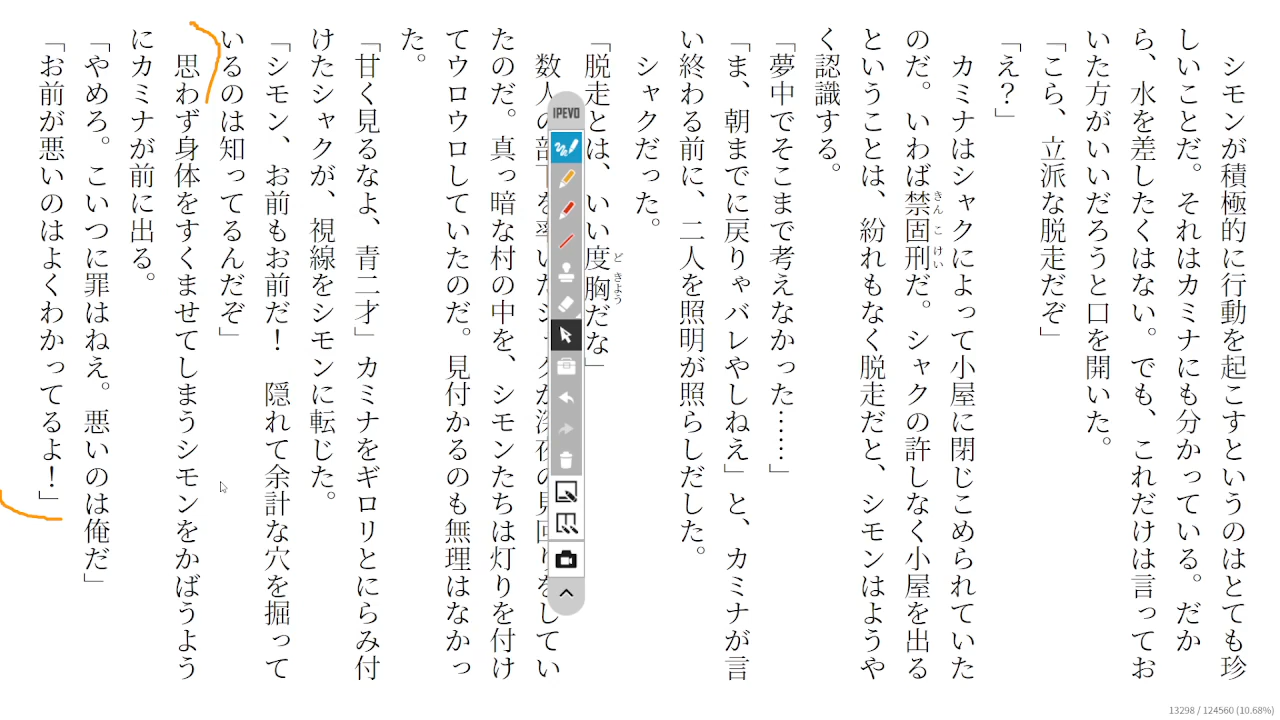 シモンが積極的に行動を起こすというのはとても珍
しいことだ。それはカミナにも分かっている。だか
ら、水を差したくはない。でも、これだけは言ってお
いた方がいいだろうと口を開いた。
「こら、立派な脱走だぞ」
「え？」
カミナはシャクによって小屋に閉じこめられていた
のだ。いわば禁固刑だ。シャクの許しなく小屋を出る
ということは、紛れもなく脱走だと、シモンはようや
く認識する。
「夢中でそこまで考えなかった……」
「ま、朝までに戻りゃバレやしねえ」と、カミナが言
い終わる前に、二人を照明が照らしだした。
シャクだった。
「脱走とは、いい度胸だな」
数人の部下を率いたシャクが深夜の見回りをしてい
たのだ。真っ暗な村の中を、シモンたちは灯りを付け
てウロウロしていたのだ。見付かるのも無理はなかっ
た。
「甘く見るなよ、青二才」カミナをギロリとにらみ付
けたシャクが、視線をシモンに転じた。
「シモン、お前もお前だ！　隠れて余計な穴を掘って
いるのは知ってるんだぞ」
思わず身体をすくませてしまうシモンをかばうよう
にカミナが前に出る。
「やめろ。こいつに罪はねえ。悪いのは俺だ」
「お前が悪いのはよくわかってるよ！」
きんこけい
どきょう
IPEVO
13298 / 124560 (10.68%)